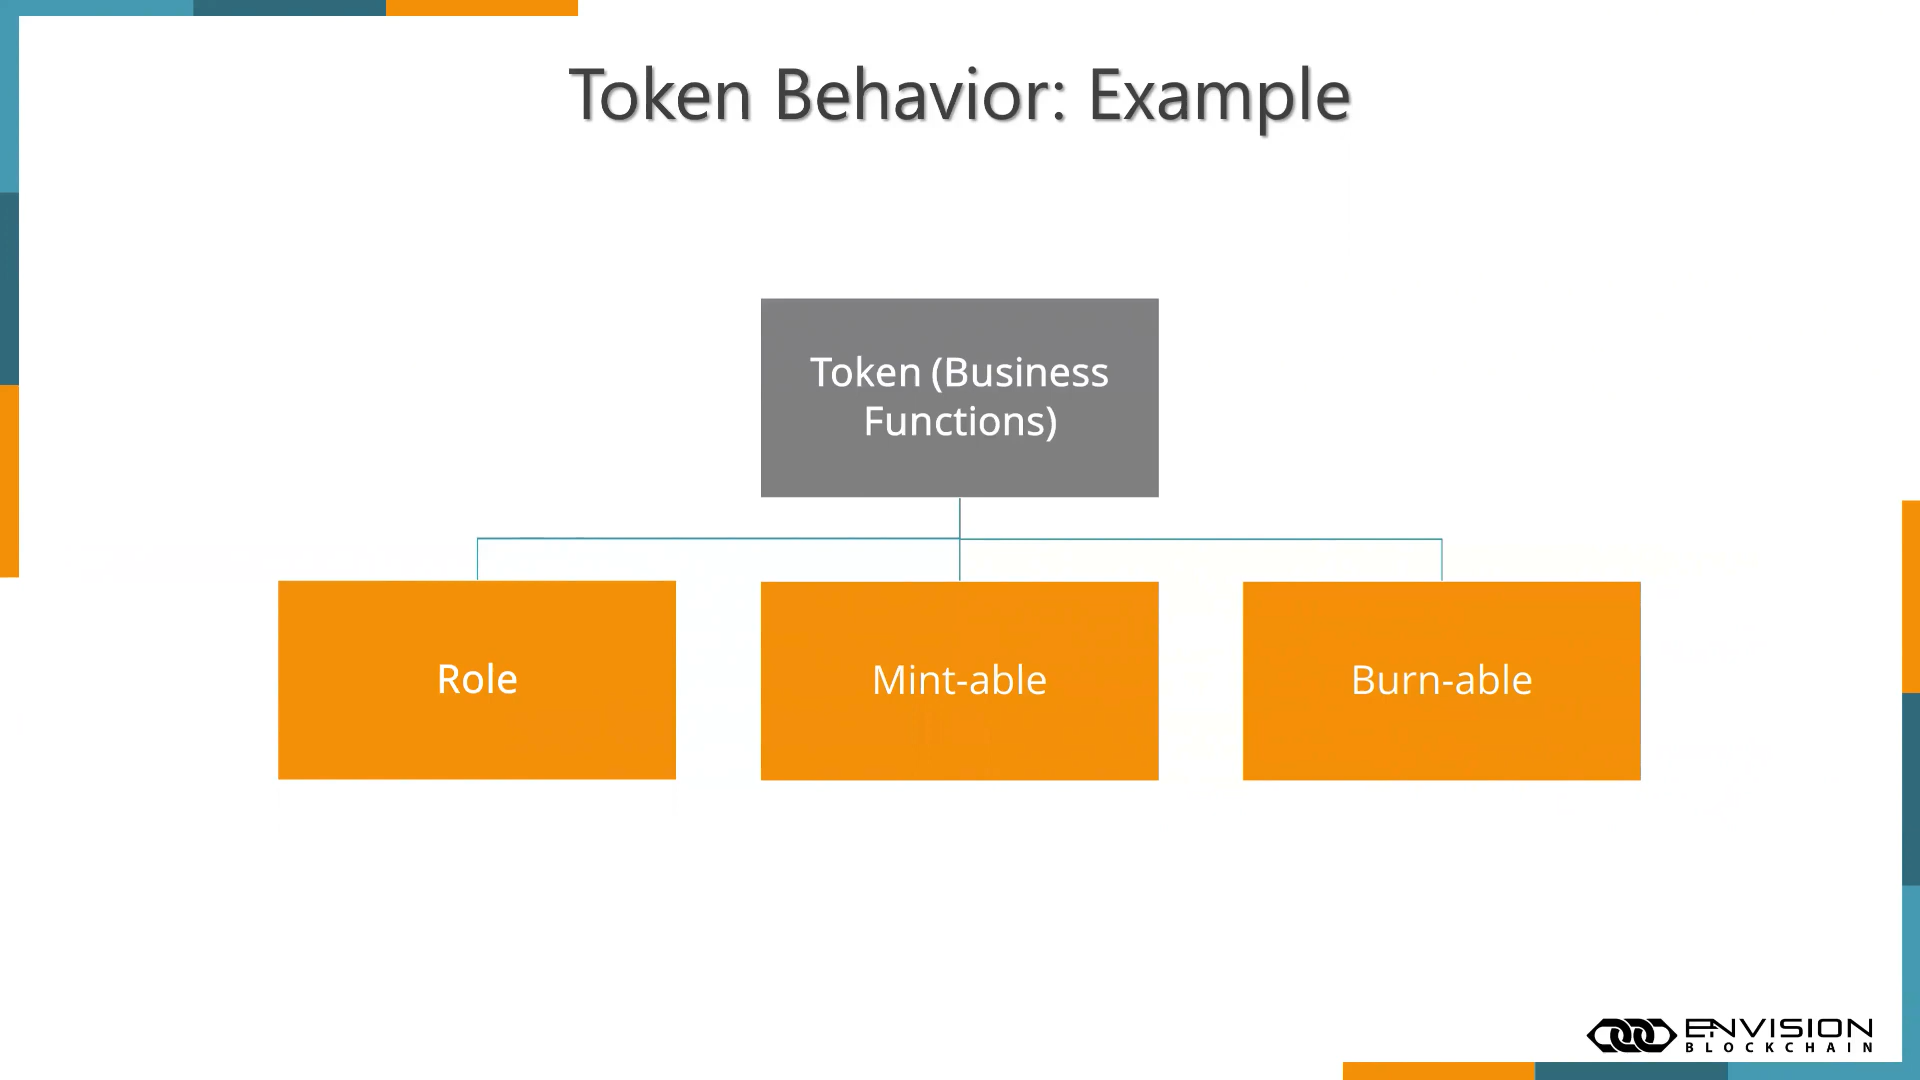 Token Behavior: Example
Token (Business
Functions)
Role
Mint-able
Burn-able
ENVISION
BLOCKCHAIN